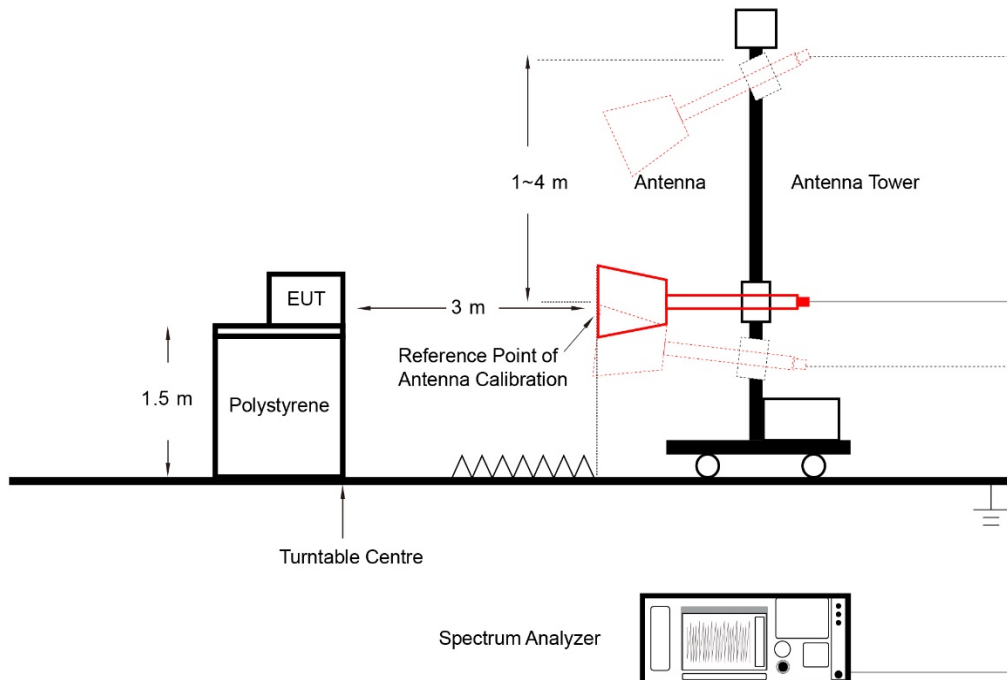 1~4 m
Antenna
Antenna Tower
EUT
3 m
Reference Point of
Antenna Calibration
1.5 m
Polystyrene
Turntable Centre
Spectrum Analyzer